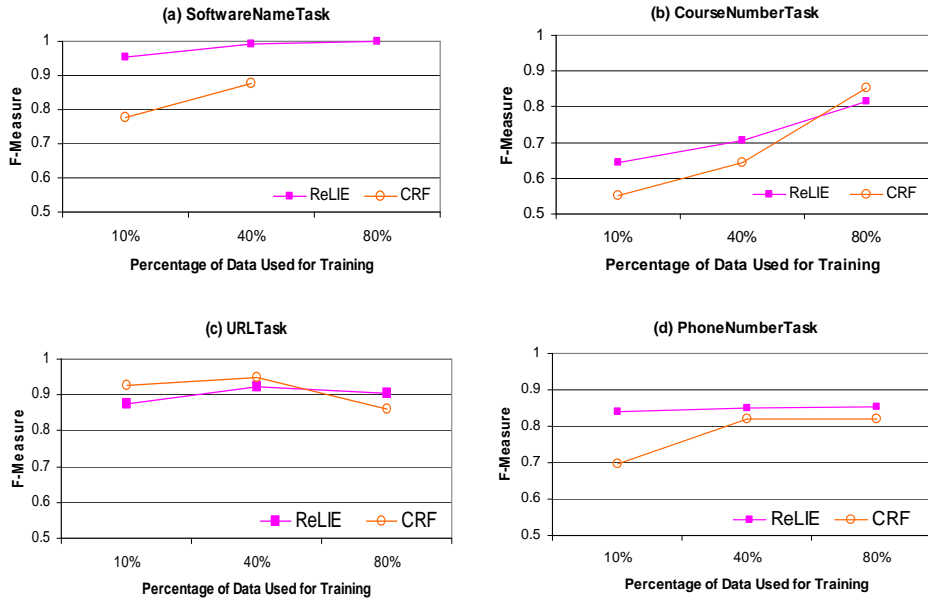 (a) SoftwareNameTask
1
0.9
0.8
0.7
0.6
0.5
F-Measure
ReLIE CRF
10% 40% 80%
Percentage of Data Used for Training
(b) CourseNumberTask
1
0.9
0.8
0.7
0.6
0.5
F-Measure
ReLIE CRF
10% 40% 80%
Percentage of Data Used for Training
(c) URLTask
1
0.9
0.8
0.7
0.6
0.5
F-Measure
ReLIE CRF
10% 40% 80%
Percentage of Data Used for Training
(d) PhoneNumberTask
1
0.9
0.8
0.7
0.6
0.5
F-Measure
ReLIE CRF
10% 40% 80%
Percentage of Data Used for Training